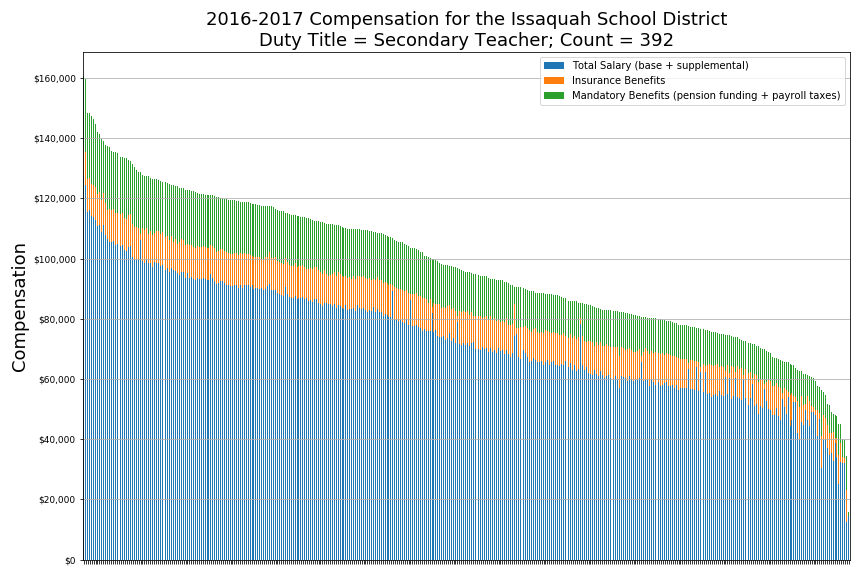 2016-2017 Compensation for the Issaquah School District
Duty Title = Secondary Teacher; Count = 392
Total Salary (base + supplemental)
Insurance Benefits
Mandatory Benefits (pension funding + payroll taxes)
Compensation
$160,000
$140,000
$120,000
$100,000
$80,000
$60,000
$40,000
$20,000
$0